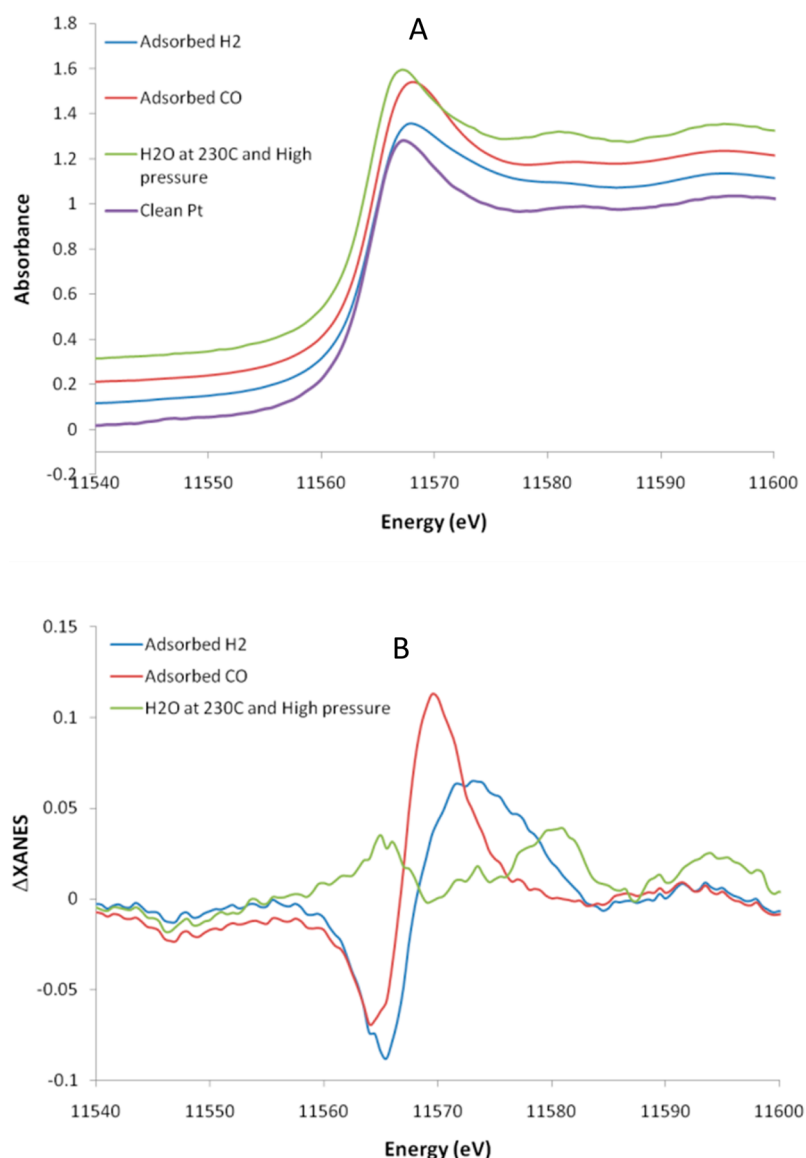 A
1.8
1.6
1.4
1.2
1
0.8
0.6
0.4
0.2
0
-0.2
Absorbance
Adsorbed H2
Adsorbed CO
H2O at 230C and High
pressure
Clean Pt
11540 11550 11560 11570 11580 11590 11600
Energy (eV)
B
0.15
0.1
0.05
0
-0.05
-0.1
ΔXANES
Adsorbed H2
Adsorbed CO
H2O at 230C and High pressure
11540 11550 11560 11570 11580 11590 11600
Energy (eV)